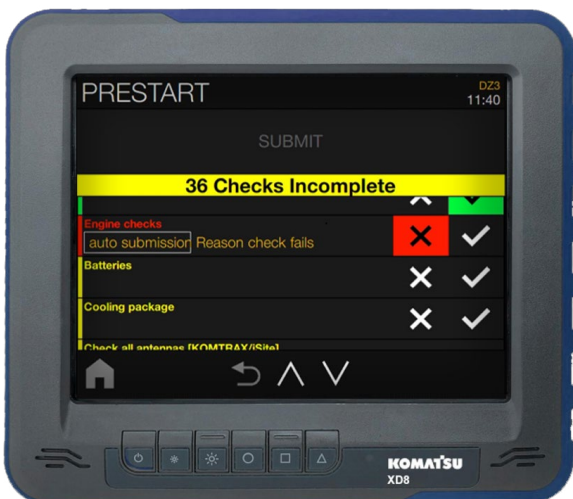 PRESTART
DZ3
11:40
SUBMIT
36 Checks Incomplete
Engine checks
auto submission Reason check fails
Batteries
Cooling package
Check all antennas [KOMTRAX/iSite]
KOMATSU
XD8